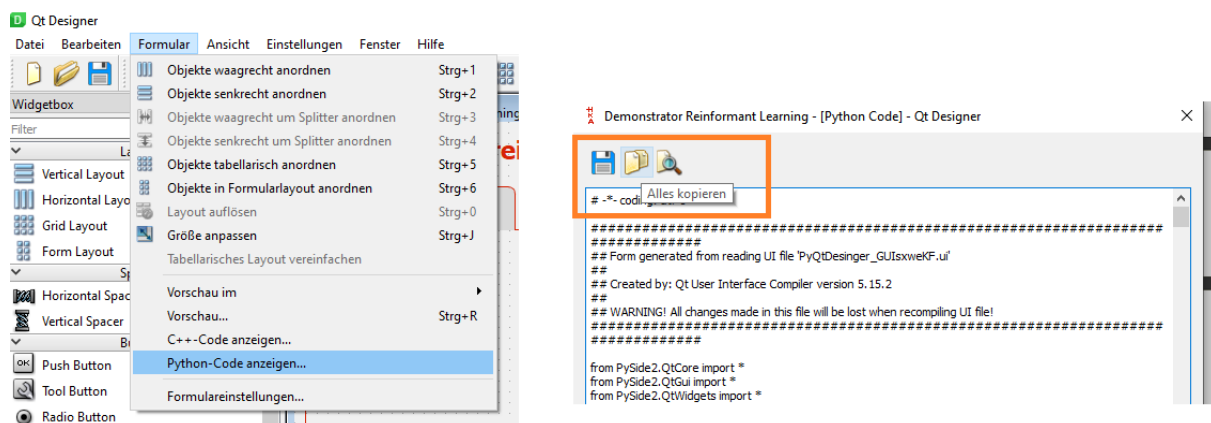 Qt Designer
Datei Bearbeiten Formular Ansicht Einstellungen Fenster Hilfe
Widgetbox
Filter
Vertical Layout
Horizontal Layo
Grid Layout
Form Layout
Horizontal Spac
Vertical Spacer
Push Button
Tool Button
Radio Button
Objekte waagrecht anordnen Strg+1
Objekte senkrecht anordnen Strg+2
Objekte waagrecht um Splitter anordnen Strg+3
Objekte senkrecht um Splitter anordnen Strg+4
Objekte tabellarisch anordnen Strg+5
Objekte in Formularlayout anordnen Strg+6
Layout auflösen Strg+0
Größe anpassen Strg+J
Tabellarisches Layout vereinfachen
Vorschau im
Vorschau... Strg+R
C++-Code anzeigen...
Python-Code anzeigen...
Formulareinstellungen...
Demonstrator Reinformant Learning - [Python Code] - Qt Designer
Alles kopieren
# -*- coding
###################################################################
#############
## Form generated from reading UI file 'PyQtDesinger_GUIsxweKF.ui'
##
## Created by: Qt User Interface Compiler version 5.15.2
##
## WARNING! All changes made in this file will be lost when recompiling UI file!
###################################################################
#############
from PySide2.QtCore import *
from PySide2.QtGui import *
from PySide2.QtWidgets import *